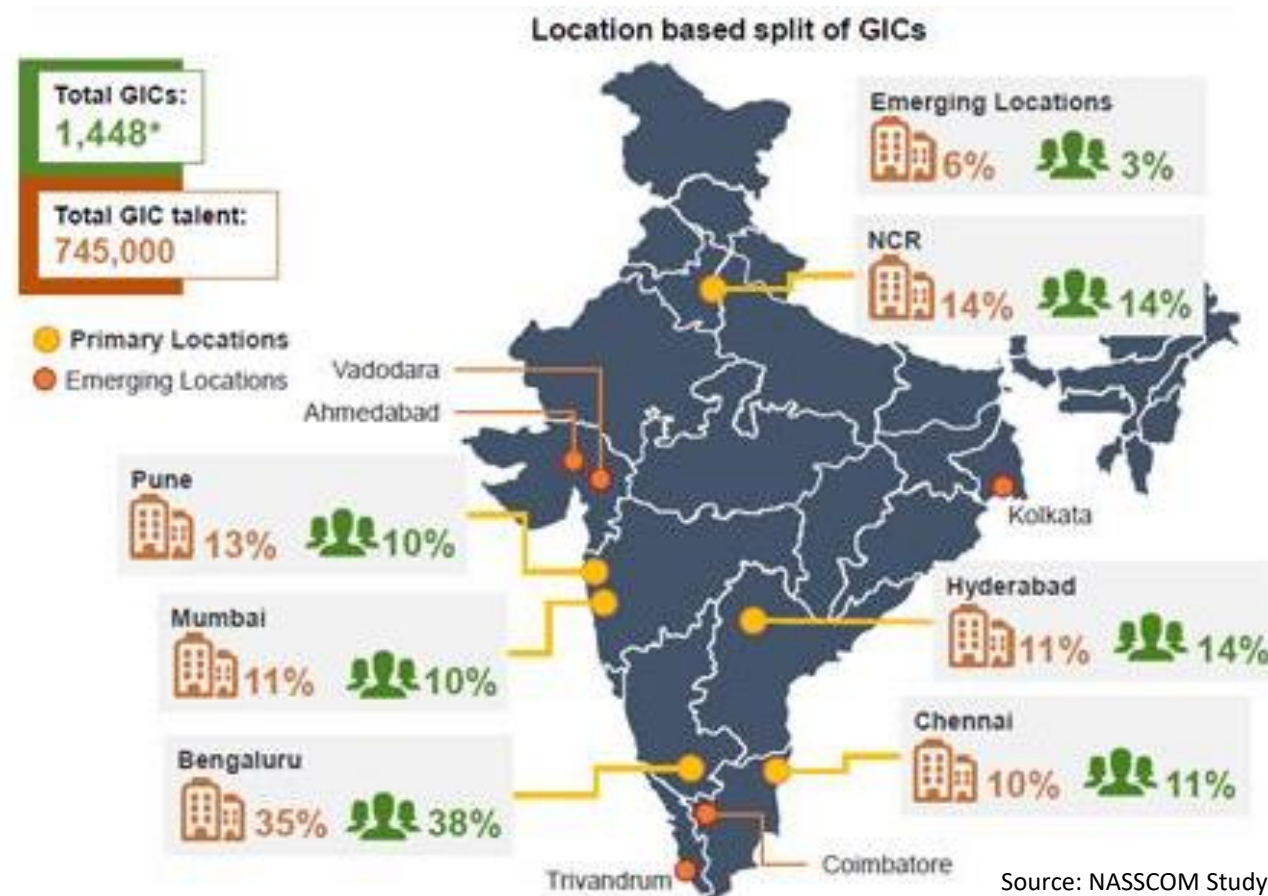 Location based split of GICs
Total GICs:
1,448*
Total GIC talent:
745,000
Primary Locations
Emerging Locations
Emerging Locations
6% 3%
NCR
14% 14%
Vadodara
Ahmedabad
Pune
13% 10%
Kolkata
Mumbai
11% 10%
Hyderabad
11% 14%
Bengaluru
35% 38%
Chennai
10% 11%
Coimbatore
Trivandrum
Source: NASSCOM Study